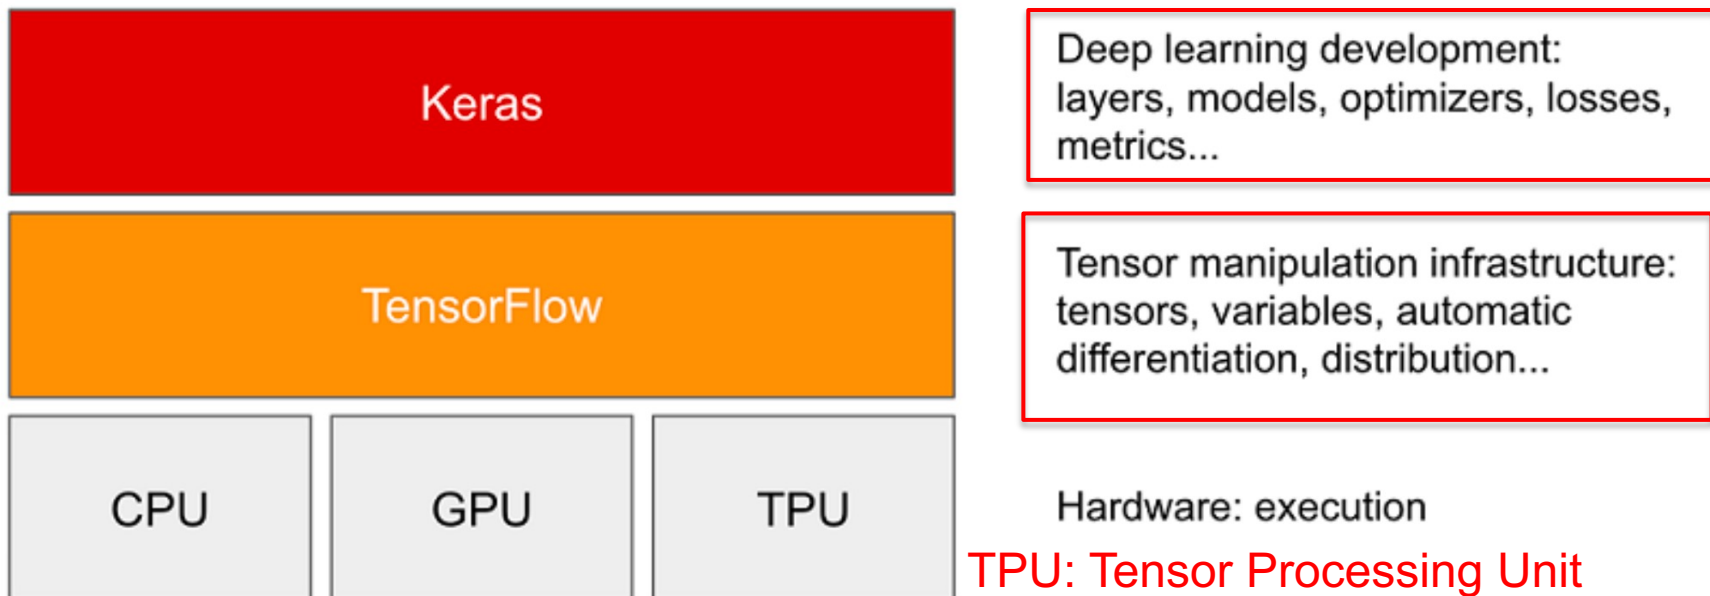 Keras
Deep learning development:
layers, models, optimizers, losses,
metrics...
TensorFlow
Tensor manipulation infrastructure:
tensors, variables, automatic
differentiation, distribution...
CPU
GPU
TPU
Hardware: execution
TPU: Tensor Processing Unit